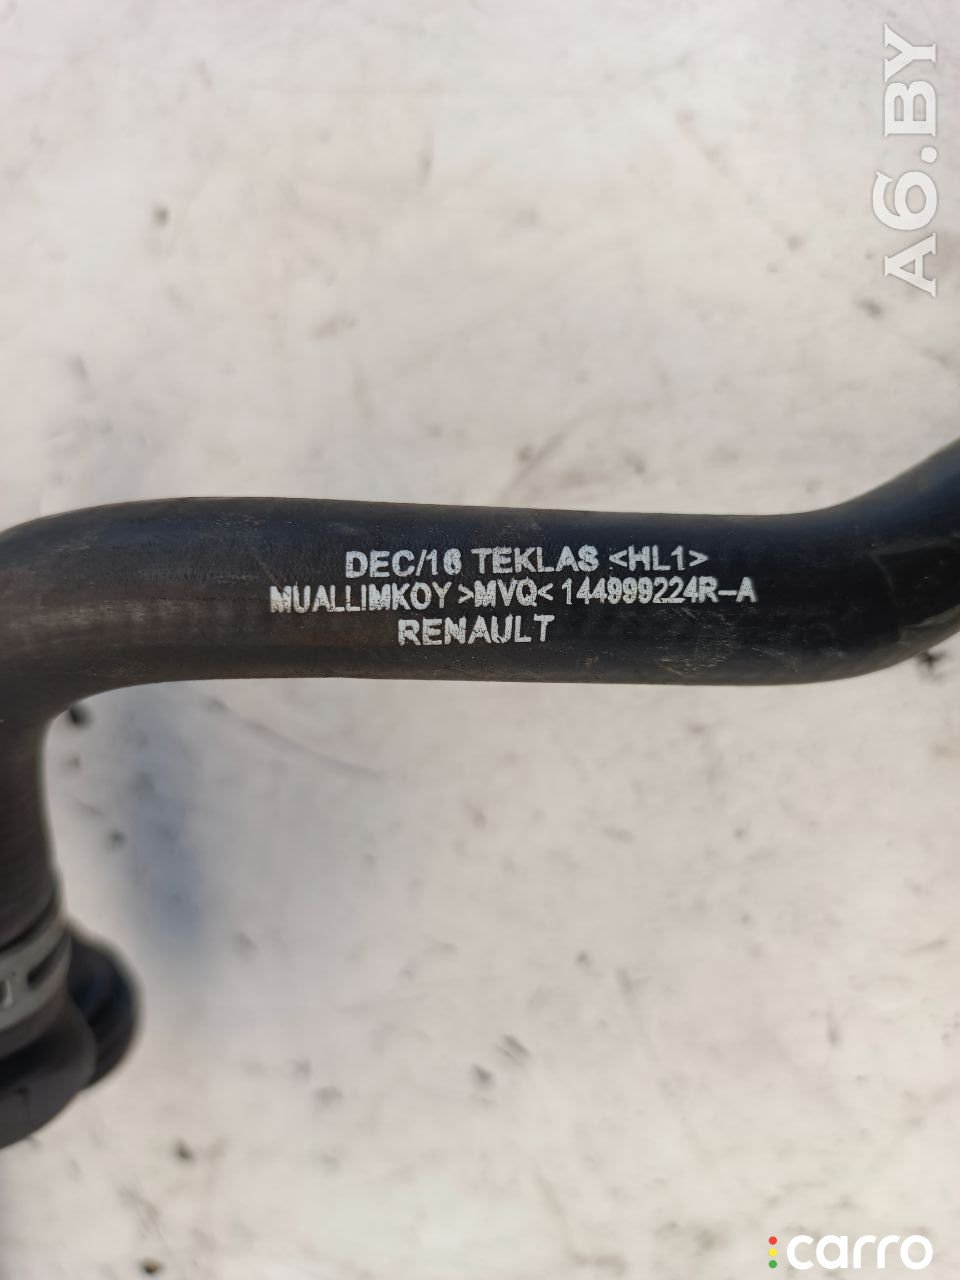 A6.BY
DEC/16 TEKLAS <HL1>
MUALLIMKOY >MVQ< 144999224R-A
RENAULT
carro